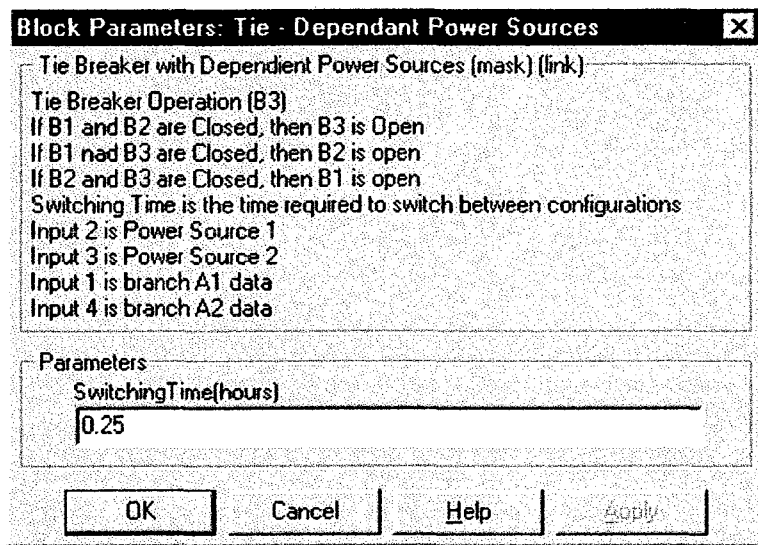 Block Parameters: Tie - Dependant Power Sources
Tie Breaker with Dependient Power Sources (mask) (link)
Tie Breaker Operation (B3)
If B1 and B2 are Closed, then B3 is Open
If B1 nad B3 are Closed, then B2 is open
If B2 and B3 are Closed, then B1 is open
Switching Time is the time required to switch between configurations
Input 2 is Power Source 1
Input 3 is Power Source 2
Input 1 is branch A1 data
Input 4 is branch A2 data
Parameters
SwitchingTime(hours)
0.25
OK Cancel Help Apply